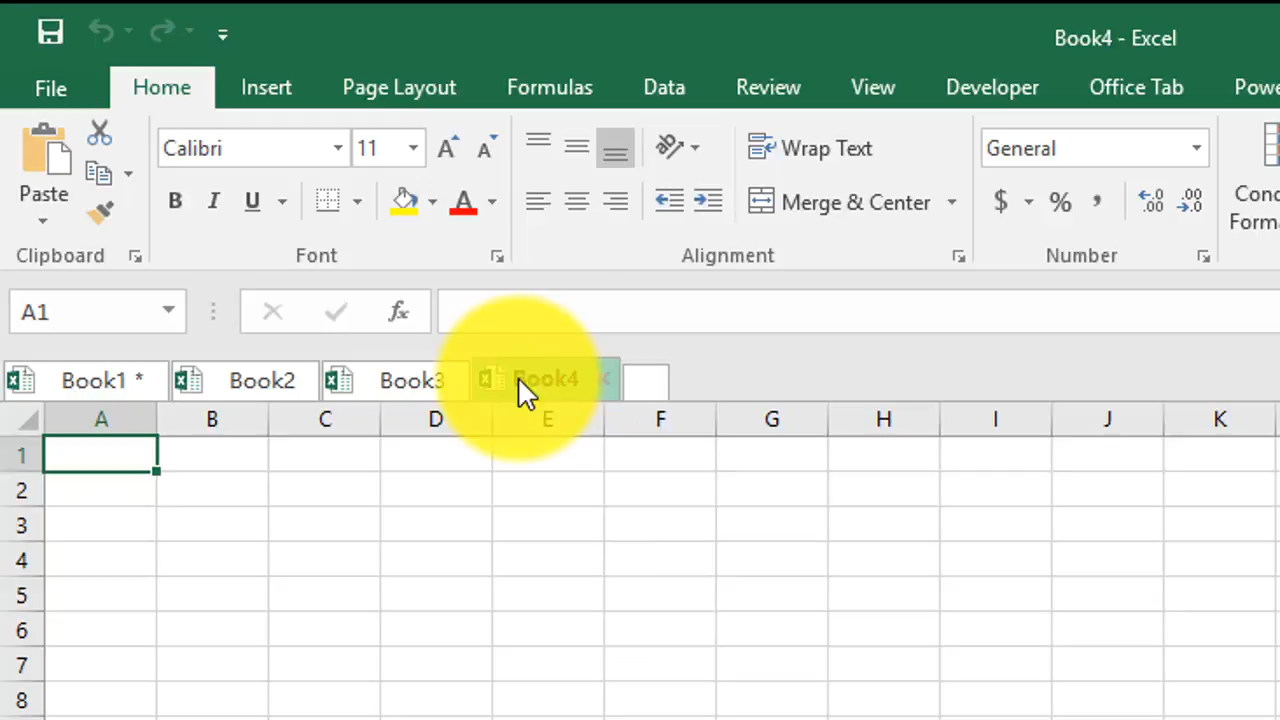 Book4 - Excel
File Home Insert Page Layout Formulas Data Review View Developer Office Tab Powe
Calibri 11 A A Wrap Text General
Paste B I U A Merge & Center $ % , .00 Cond
Forma
Clipboard Font Alignment Number
A1 fx
Book1 * Book2 Book3 Book4
A B C D E F G H I J K
1
2
3
4
5
6
7
8